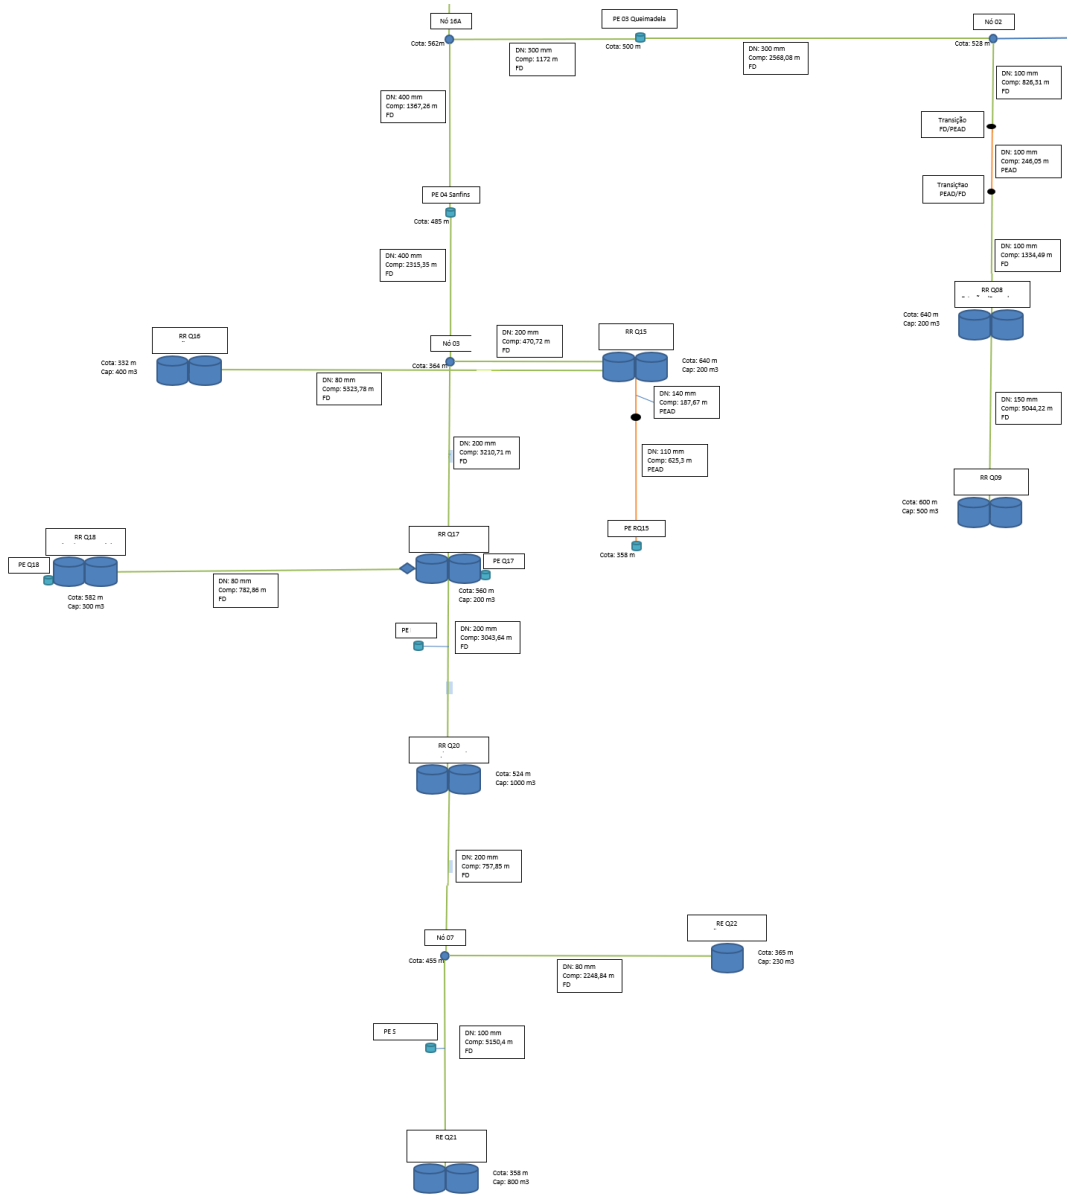 Nó 16A
PE 03 Queimadela
Nó 02
Cota: 562m
Cota: 500 m
Cota: 528 m
DN: 300 mm
Comp: 1172 m
FD
DN: 300 mm
Comp: 2568,08 m
FD
DN: 100 mm
Comp: 826,31 m
FD
DN: 400 mm
Comp: 1367,26 m
FD
Transição
FD/PEAD
DN: 100 mm
Comp: 246,05 m
PEAD
Transiçtao
PEAD/FD
PE 04 Sanfins
Cota: 485 m
DN: 400 mm
Comp: 2315,35 m
FD
DN: 100 mm
Comp: 1334,49 m
FD
RR Q08
Cota: 640 m
Cap: 200 m3
RR Q16
Cota: 332 m
Cap: 400 m3
Nó 03
Cota: 364 m
DN: 200 mm
Comp: 470,72 m
FD
RR Q15
Cota: 640 m
Cap: 200 m3
DN: 80 mm
Comp: 5323,78 m
FD
DN: 140 mm
Comp: 187,67 m
PEAD
DN: 150 mm
Comp: 5044,22 m
FD
DN: 200 mm
Comp: 3210,71 m
FD
DN: 110 mm
Comp: 625,3 m
PEAD
RR Q09
Cota: 600 m
Cap: 500 m3
PE RQ15
Cota: 358 m
RR Q18
PE Q18
Cota: 582 m
Cap: 300 m3
DN: 80 mm
Comp: 782,86 m
FD
RR Q17
PE Q17
Cota: 560 m
Cap: 200 m3
PE
DN: 200 mm
Comp: 3043,64 m
FD
RR Q20
Cota: 524 m
Cap: 1000 m3
DN: 200 mm
Comp: 757,85 m
FD
Nó 07
Cota: 455 m
RE Q22
Cota: 365 m
Cap: 230 m3
DN: 80 mm
Comp: 2248,84 m
FD
PE S
DN: 100 mm
Comp: 5150,4 m
FD
RE Q21
Cota: 358 m
Cap: 800 m3